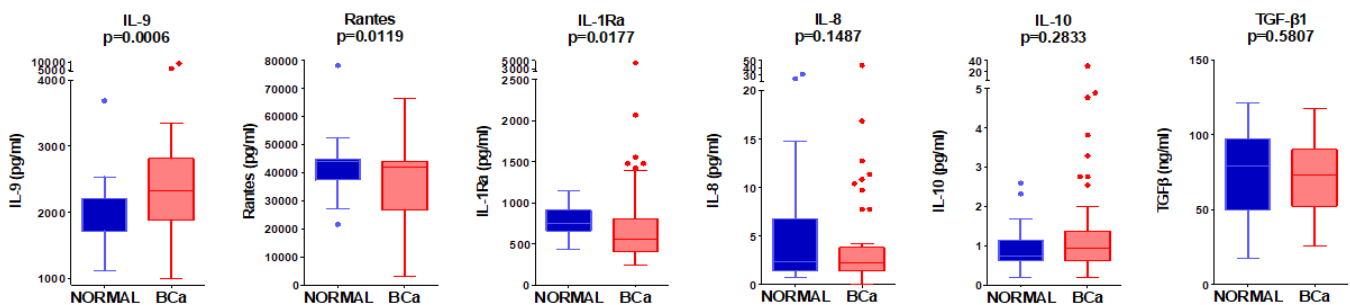 IL-9
p=0.0006
10000
5000
4000
3000
2000
1000
IL-9 (pg/ml)
NORMAL BCa
Rantes
p=0.0119
80000
70000
60000
50000
40000
30000
20000
10000
0
Rantes (pg/ml)
NORMAL BCa
IL-1Ra
p=0.0177
5000
3000
2500
2000
1500
1000
500
0
IL-1Ra (pg/ml)
NORMAL BCa
IL-8
p=0.1487
50
40
30
20
15
10
5
0
IL-8 (pg/ml)
NORMAL BCa
IL-10
p=0.2833
40
20
5
4
3
2
1
0
IL-10 (pg/ml)
NORMAL BCa
TGF-β1
p=0.5807
150
100
50
0
TGFβ (ng/ml)
NORMAL BCa